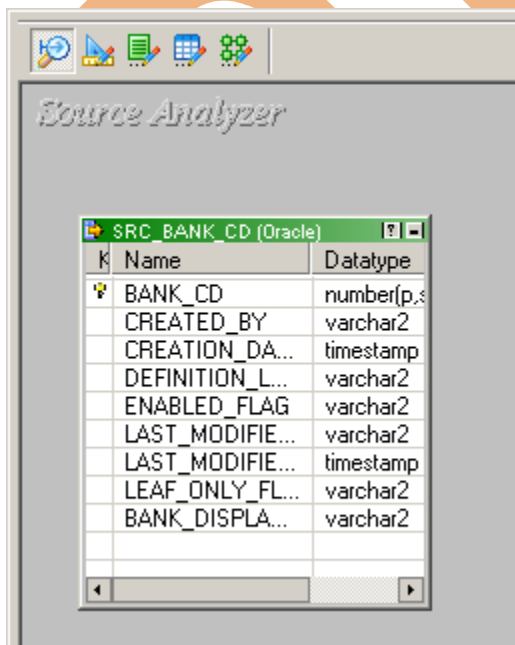 Source Analyzer
SRC_BANK_CD (Oracle)
K Name Datatype
BANK_CD number(p,s
CREATED_BY varchar2
CREATION_DA... timestamp
DEFINITION_L... varchar2
ENABLED_FLAG varchar2
LAST_MODIFIE... varchar2
LAST_MODIFIE... timestamp
LEAF_ONLY_FL... varchar2
BANK_DISPLA... varchar2